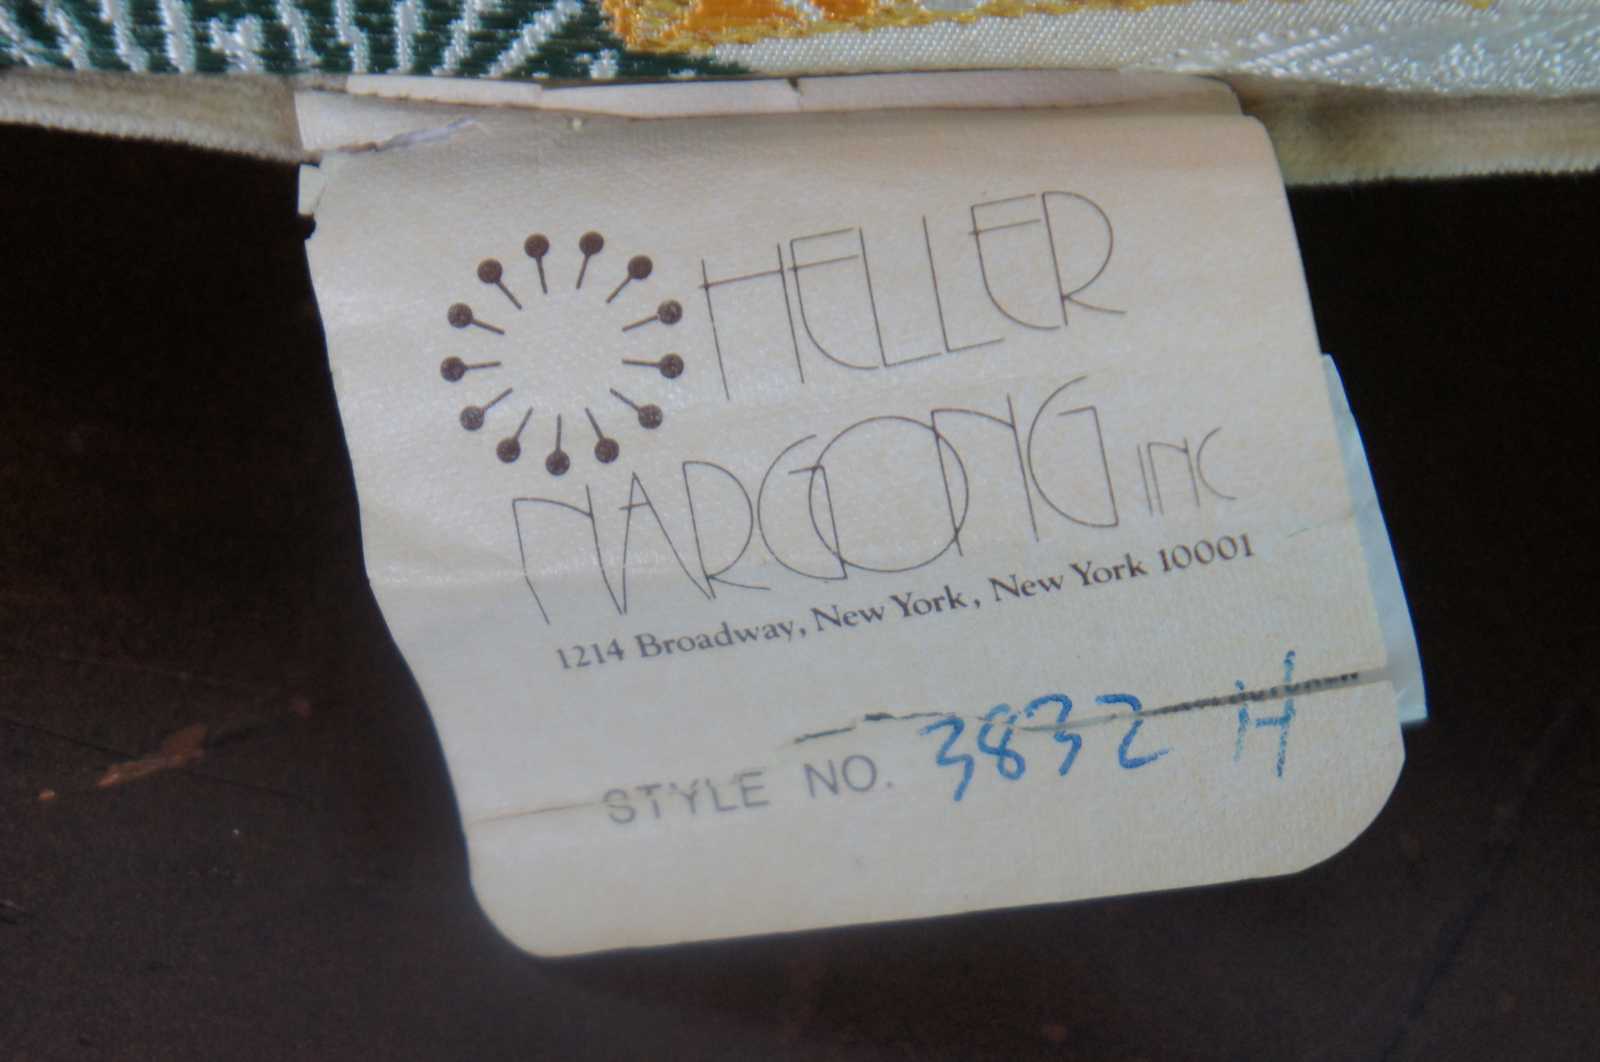 HELLER
NARGONG INC
1214 Broadway, New York, New York 10001
STYLE NO. 3832 H